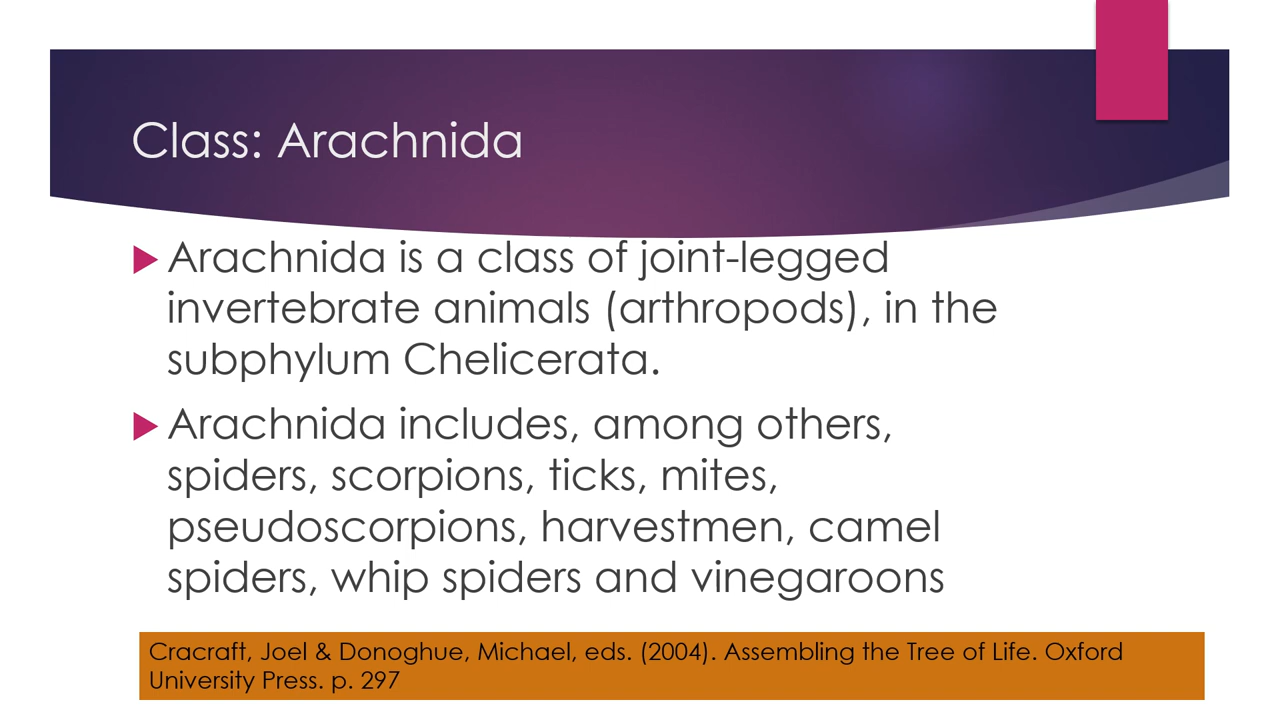 Class: Arachnida
Arachnida is a class of joint-legged
invertebrate animals (arthropods), in the
subphylum Chelicerata.
Arachnida includes, among others,
spiders, scorpions, ticks, mites,
pseudoscorpions, harvestmen, camel
spiders, whip spiders and vinegaroons
Cracraft, Joel & Donoghue, Michael, eds. (2004). Assembling the Tree of Life. Oxford
University Press. p. 297